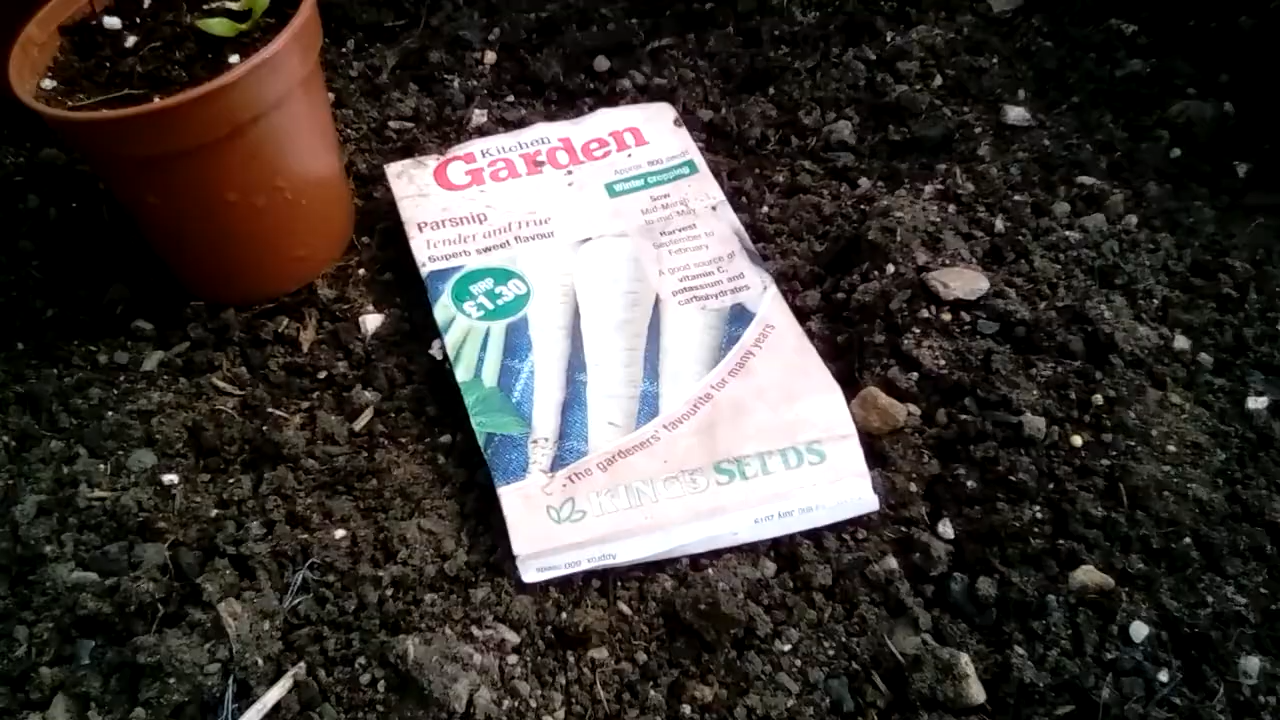 Kitchen
Garden
Approx. 600 seeds
Winter cropping
Parsnip
Tender and True
Superb sweet flavour
RRP
£1.30
Sow
Mid-March
to mid-May
Harvest
September to
February
A good source of
vitamin C,
potassium and
carbohydrates
The gardeners' favourite for many years
KINGS SEEDS
Approx. 600 seeds